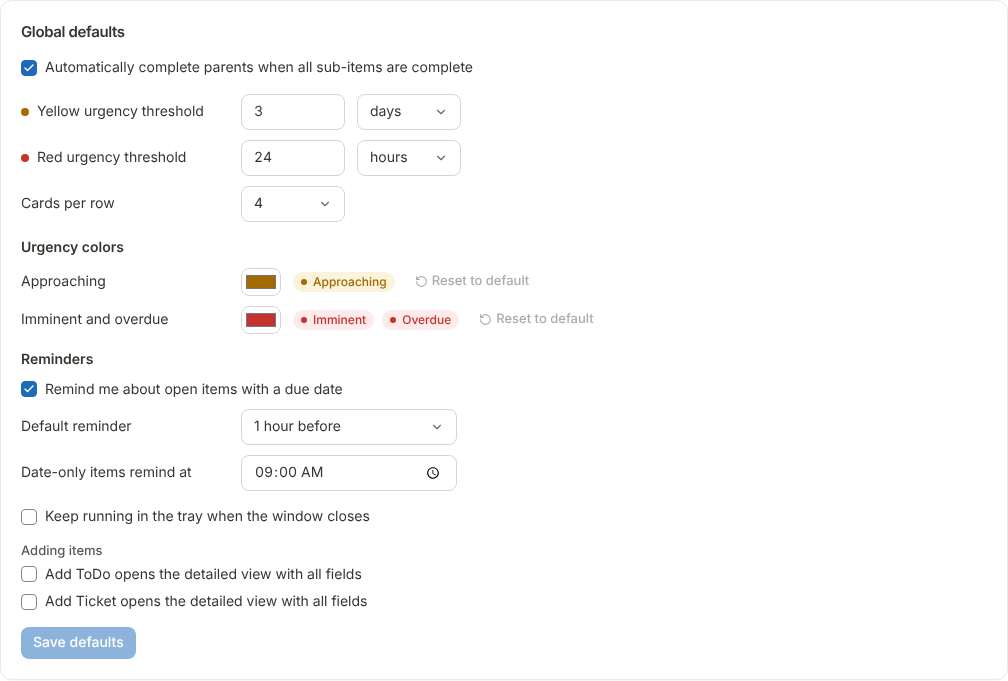 Global defaults
Automatically complete parents when all sub-items are complete
Yellow urgency threshold 3 days
Red urgency threshold 24 hours
Cards per row 4
Urgency colors
Approaching Approaching Reset to default
Imminent and overdue Imminent Overdue Reset to default
Reminders
Remind me about open items with a due date
Default reminder 1 hour before
Date-only items remind at 09:00 AM
Keep running in the tray when the window closes
Adding items
Add ToDo opens the detailed view with all fields
Add Ticket opens the detailed view with all fields
Save defaults